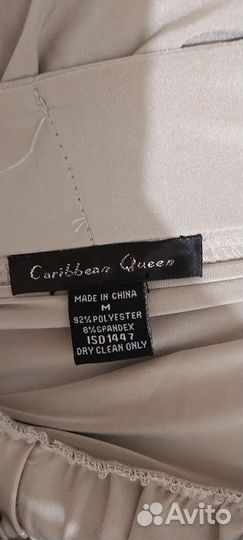 Caribbean Queen
MADE IN CHINA
M
92%POLYESTER
8%SPANDEX
ISD1447
DRY CLEAN ONLY
Avito